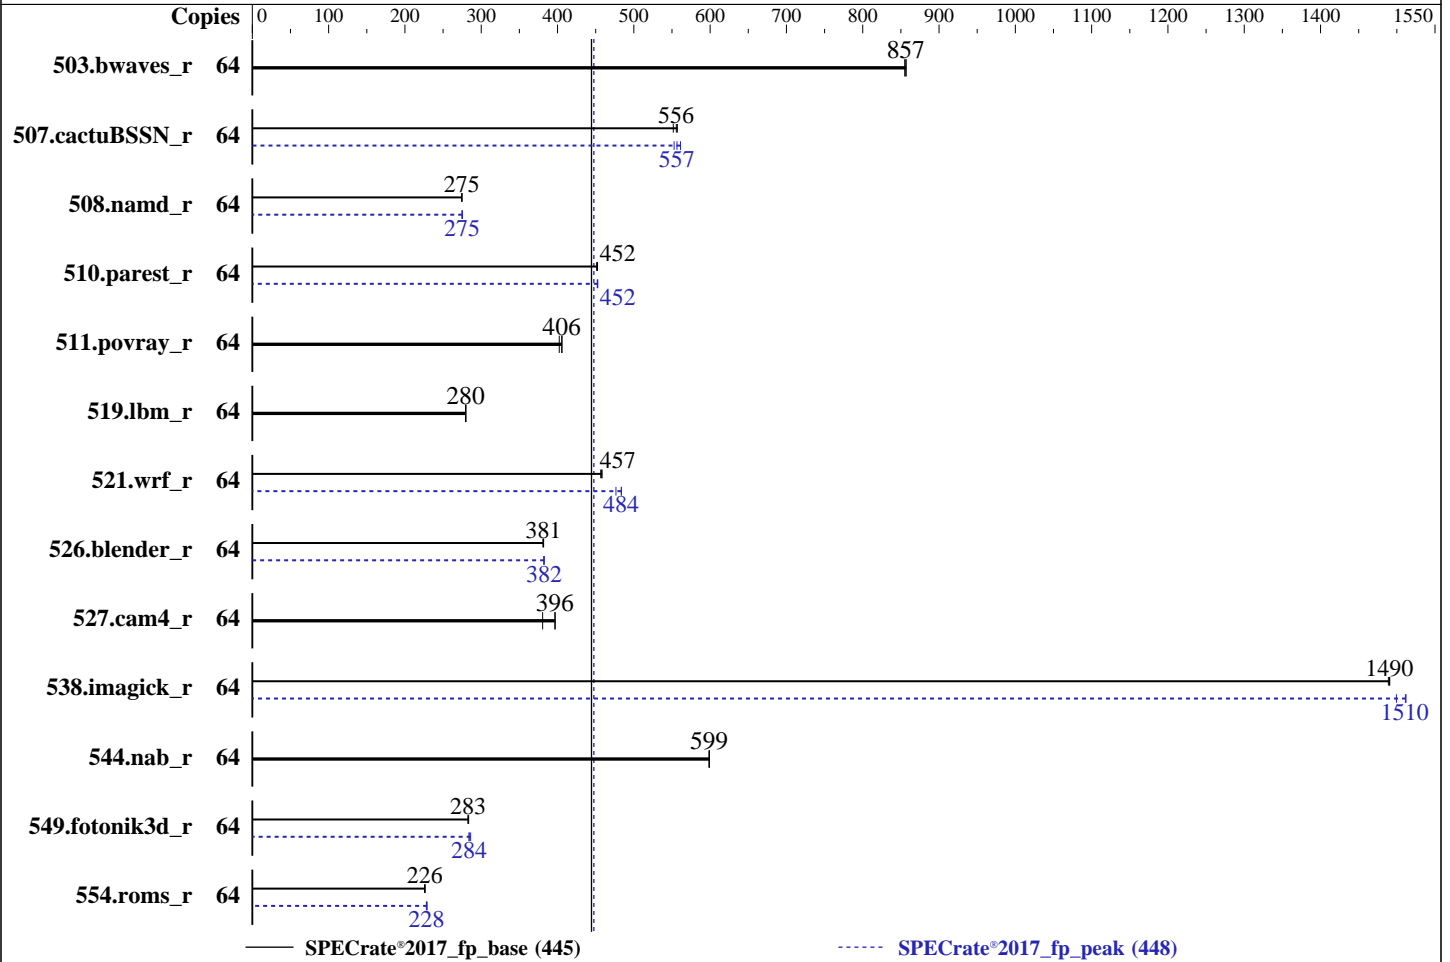 Copies 0 100 200 300 400 500 600 700 800 900 1000 1100 1200 1300 1400 1550
503.bwaves_r 64 857
507.cactuBSSN_r 64 556
557
508.namd_r 64 275
275
510.parest_r 64 452
452
511.povray_r 64 406
519.lbm_r 64 280
521.wrf_r 64 457
484
526.blender_r 64 381
382
527.cam4_r 64 396
538.imagick_r 64 1490
1510
544.nab_r 64 599
549.fotonik3d_r 64 283
284
554.roms_r 64 226
228
SPECrate®2017_fp_base (445) SPECrate®2017_fp_peak (448)